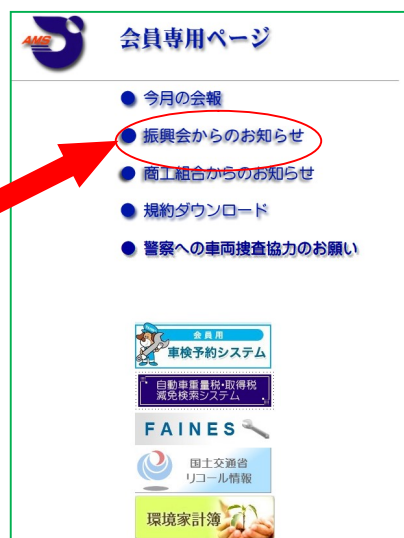 AMS
会員専用ページ
今月の会報
振興会からのお知らせ
商工組合からのお知らせ
規約ダウンロード
警察への車両捜査協力のお願い
会員用
車検予約システム
自動車重量税・取得税
減免検索システム
FAINES
国土交通省
リコール情報
環境家計簿